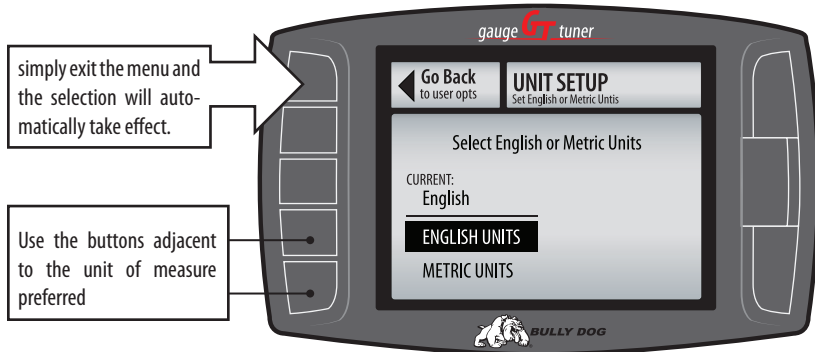 gauge GT tuner
simply exit the menu and
the selection will auto-
matically take effect.
Go Back
to user opts
UNIT SETUP
Set English or Metric Untis
Select English or Metric Units
CURRENT:
English
ENGLISH UNITS
METRIC UNITS
Use the buttons adjacent
to the unit of measure
preferred
BULLY DOG